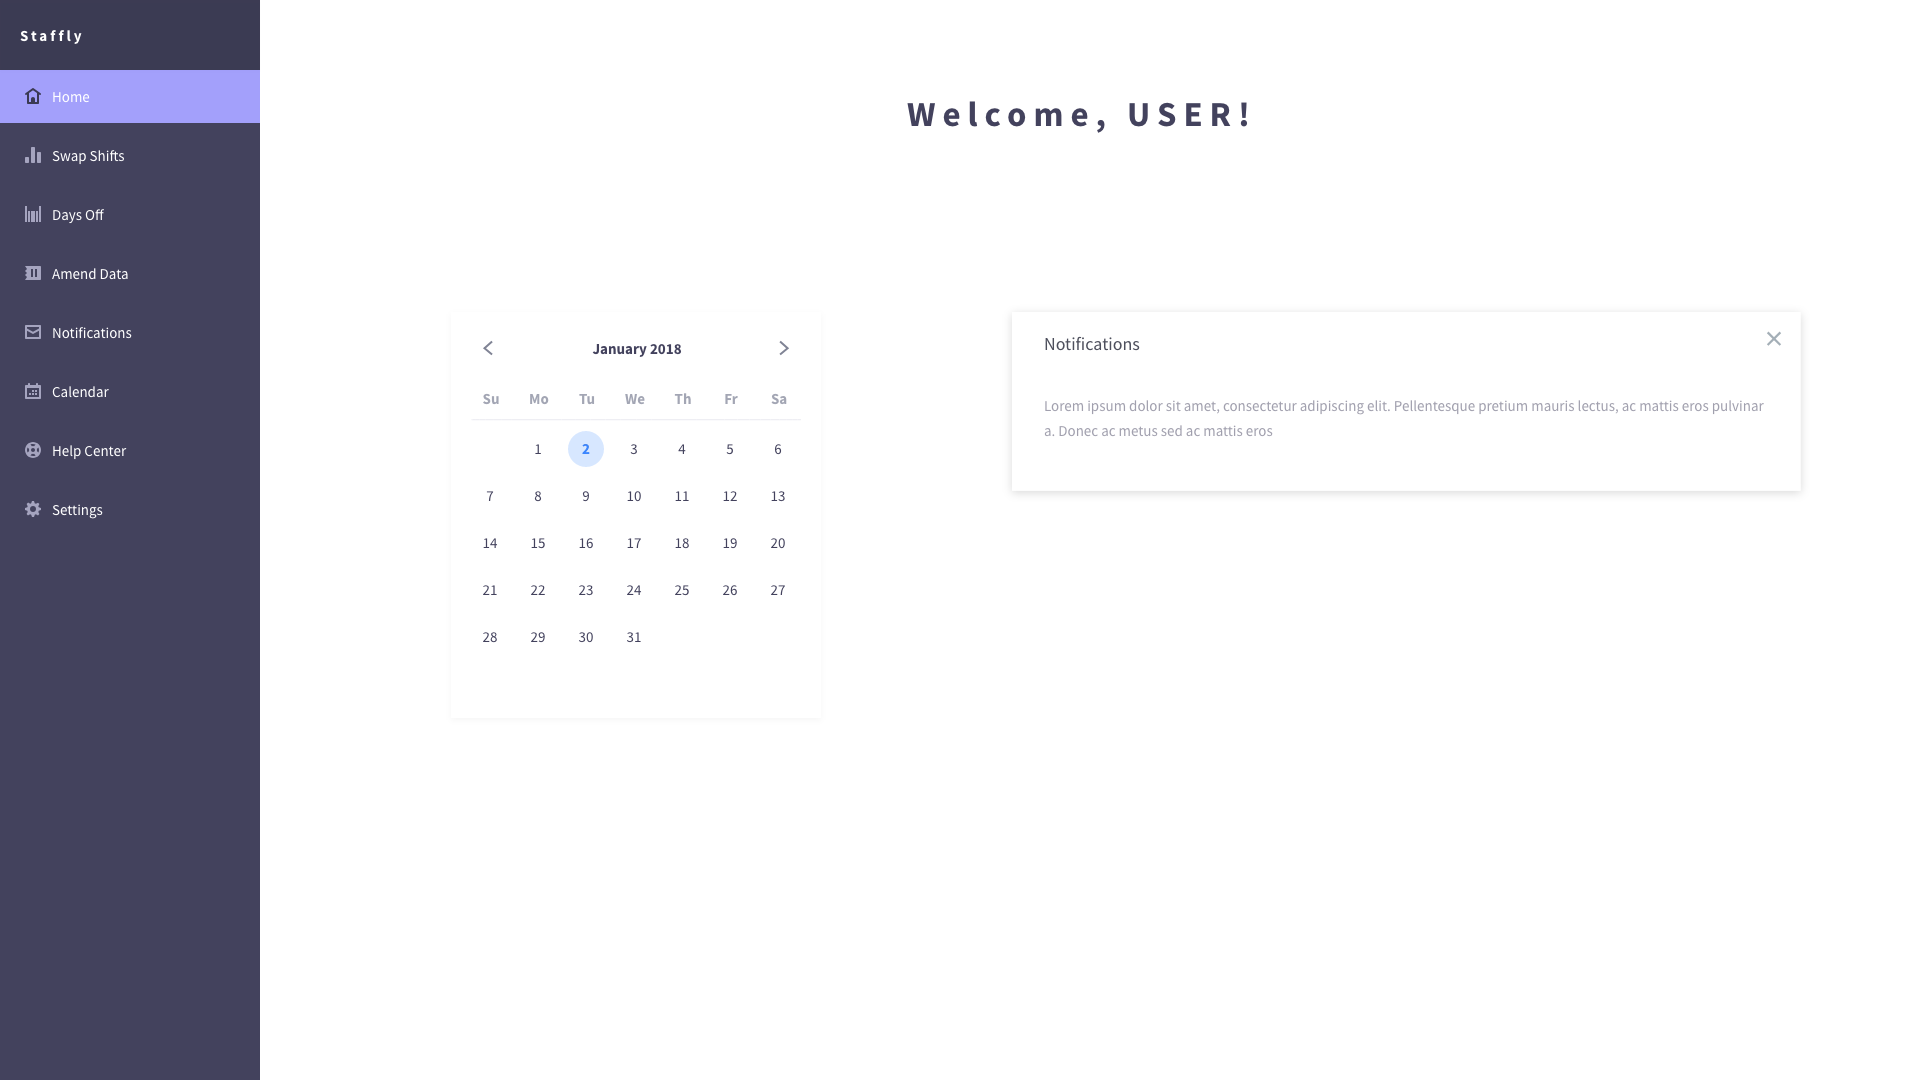 Staffly
Home
Swap Shifts
Days Off
Amend Data
Notifications
Calendar
Help Center
Settings
Welcome, USER!
January 2018
Su Mo Tu We Th Fr Sa
1 2 3 4 5 6
7 8 9 10 11 12 13
14 15 16 17 18 19 20
21 22 23 24 25 26 27
28 29 30 31
Notifications
Lorem ipsum dolor sit amet, consectetur adipiscing elit. Pellentesque pretium mauris lectus, ac mattis eros pulvinar
a. Donec ac metus sed ac mattis eros